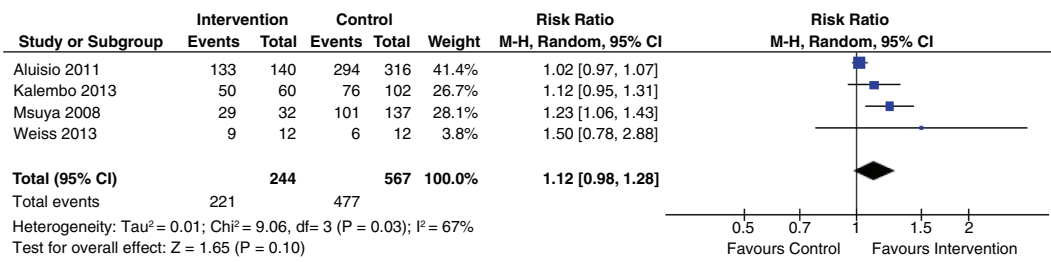 Intervention Control Risk Ratio Risk Ratio
Study or Subgroup Events Total Events Total Weight M-H, Random, 95% CI M-H, Random, 95% CI
Aluisio 2011 133 140 294 316 41.4% 1.02 [0.97, 1.07]
Kalembo 2013 50 60 76 102 26.7% 1.12 [0.95, 1.31]
Msuya 2008 29 32 101 137 28.1% 1.23 [1.06, 1.43]
Weiss 2013 9 12 6 12 3.8% 1.50 [0.78, 2.88]
Total (95% CI) 244 567 100.0% 1.12 [0.98, 1.28]
Total events 221 477
Heterogeneity: Tau² = 0.01; Chi² = 9.06, df= 3 (P = 0.03); I² = 67%
Test for overall effect: Z = 1.65 (P = 0.10)
0.5 0.7 1 1.5 2
Favours Control Favours Intervention